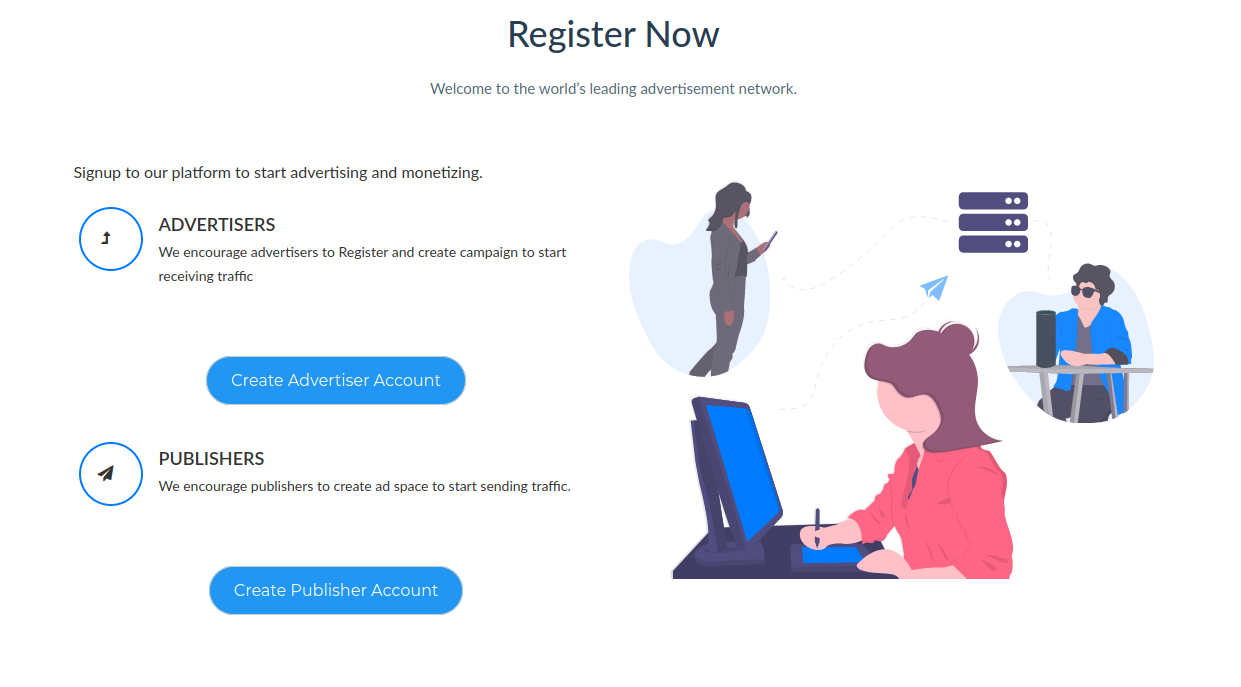 Register Now
Welcome to the world’s leading advertisement network.
Signup to our platform to start advertising and monetizing.
ADVERTISERS
We encourage advertisers to Register and create campaign to start
receiving traffic
Create Advertiser Account
PUBLISHERS
We encourage publishers to create ad space to start sending traffic.
Create Publisher Account